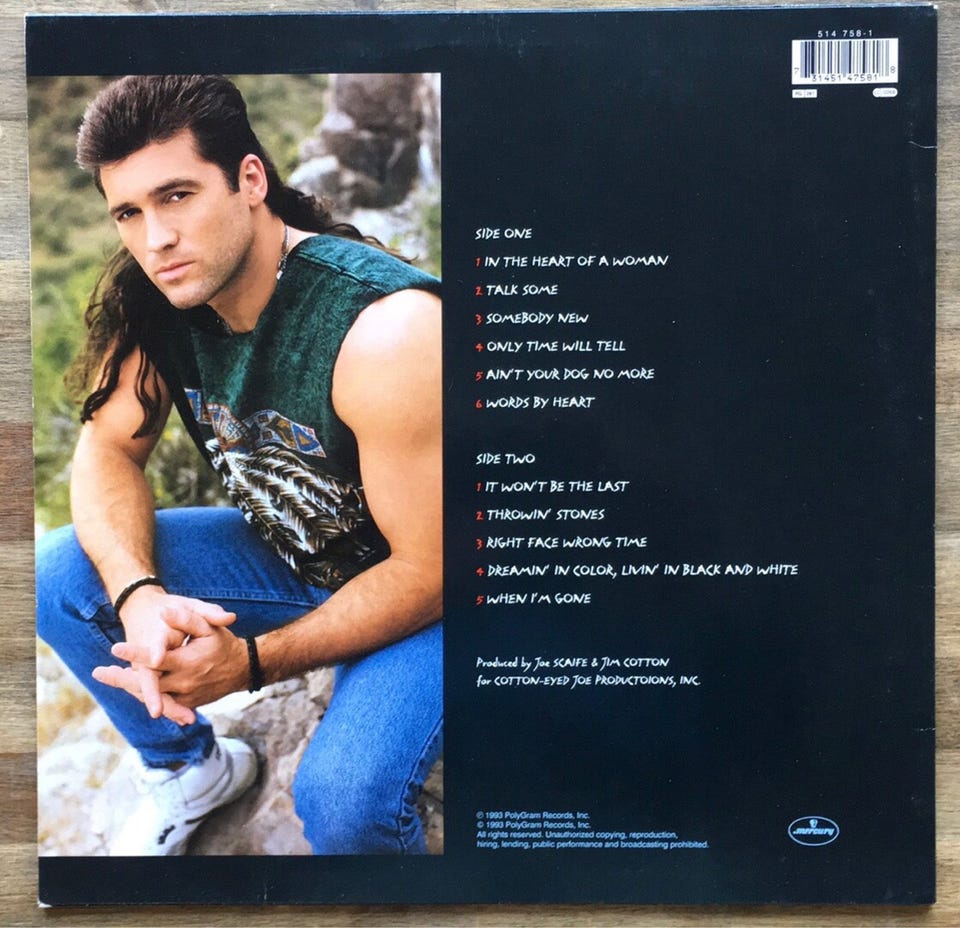 514 758-1
7 31451 47581 8
SIDE ONE
1 IN THE HEART OF A WOMAN
2 TALK SOME
3 SOMEBODY NEW
4 ONLY TIME WILL TELL
5 AIN'T YOUR DOG NO MORE
6 WORDS BY HEART
SIDE TWO
1 IT WON'T BE THE LAST
2 THROWIN' STONES
3 RIGHT FACE WRONG TIME
4 DREAMIN' IN COLOR, LIVIN' IN BLACK AND WHITE
5 WHEN I'M GONE
Produced by Joe SCAIFE & JIM COTTON
for COTTON-EYED JOE PRODUCTOIONS, INC.
℗ 1993 PolyGram Records, Inc.
© 1993 PolyGram Records, Inc.
All rights reserved. Unauthorized copying, reproduction,
hiring, lending, public performance and broadcasting prohibited.
mercury